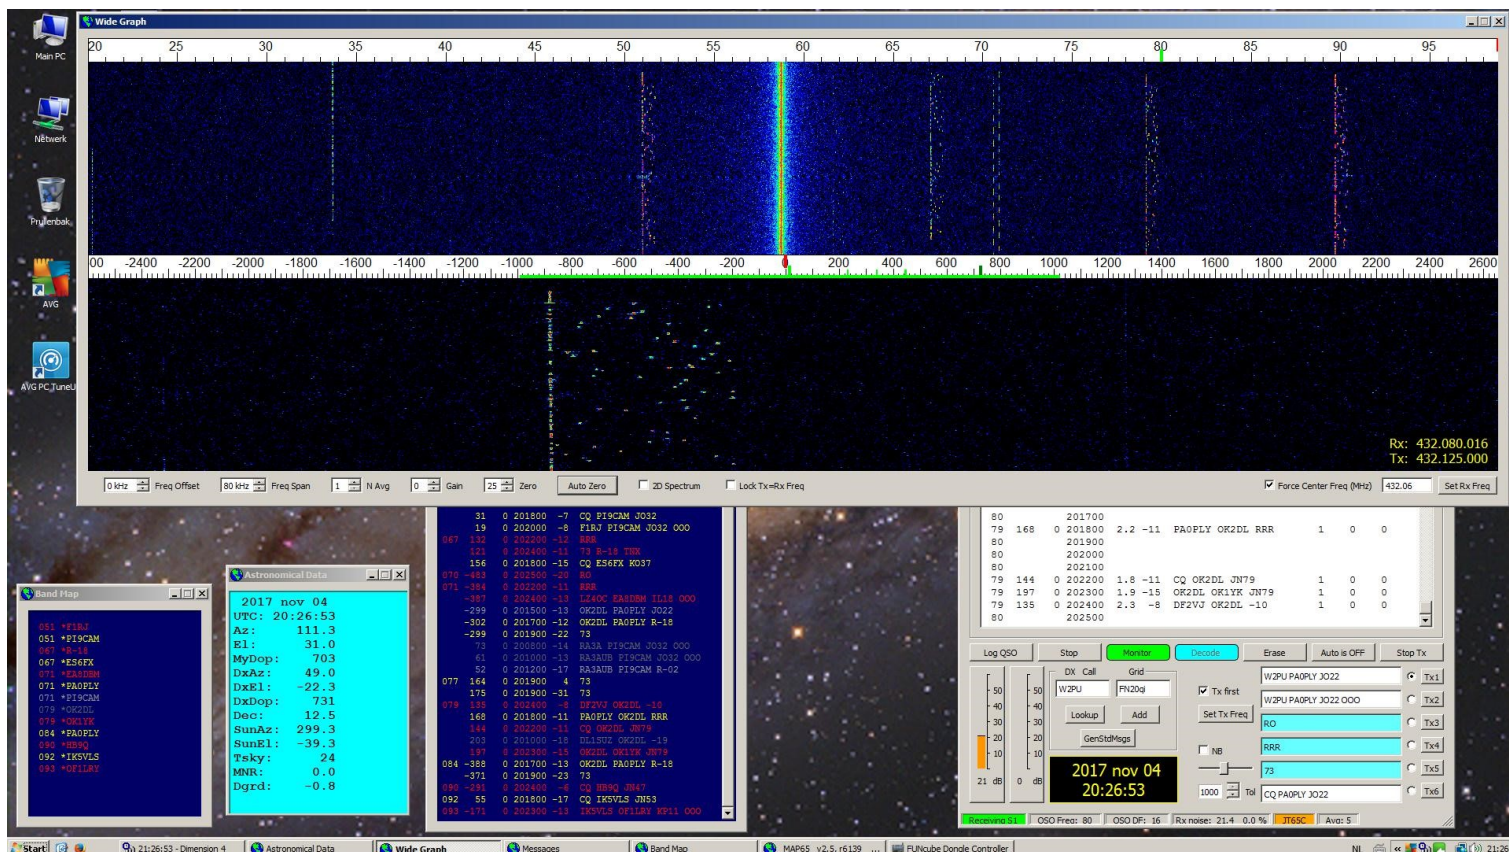 Main PC
Netwerk
Prullenbak
AVG
AVG PC TuneU
Wide Graph
20 25 30 35 40 45 50 55 60 65 70 75 80 85 90 95
00 -2400 -2200 -2000 -1800 -1600 -1400 -1200 -1000 -800 -600 -400 -200 0 200 400 600 800 1000 1200 1400 1600 1800 2000 2200 2400 2600
Rx: 432.080.016
Tx: 432.125.000
0 kHz Freq Offset 80 kHz Freq Span 1 N Avg 0 Gain 25 Zero Auto Zero 2D Spectrum Lock Tx=Rx Freq Force Center Freq (MHz) 432.06 Set Rx Freq
Band Map
051 *F1RJ
051 *PI9CAM
067 *R-18
067 *ES6FX
071 *EA8DBM
071 *PA0PLY
071 *PI9CAM
079 *OK2DL
079 *OK1YK
084 *PA0PLY
090 *HB9Q
092 *IK5VLS
093 *OF1LRY
Astronomical Data
2017 nov 04
UTC: 20:26:53
Az: 111.3
El: 31.0
MyDop: 703
DxAz: 49.0
DxEl: -22.3
DxDop: 731
Dec: 12.5
SunAz: 299.3
SunEl: -39.3
Tsky: 24
MNR: 0.0
Dgrd: -0.8
31 0 201800 -7 CQ PI9CAM JO32
19 0 202000 -8 F1RJ PI9CAM JO32 OOO
067 132 0 202200 -12 RRR
121 0 202400 -11 73 R-18 TNX
156 0 201800 -15 CQ ES6FX KO37
070 -483 0 202500 -20 RO
071 -384 0 202200 -11 RRR
-387 0 202400 -13 LZ4OC EA8DBM IL18 OOO
-299 0 201500 -13 OK2DL PA0PLY JO22
-302 0 201700 -12 OK2DL PA0PLY R-18
-299 0 201900 -22 73
73 0 200800 -14 RA3A PI9CAM JO32 OOO
61 0 201000 -13 RA3AUB PI9CAM JO32 OOO
52 0 201200 -17 RA3AUB PI9CAM R-02
077 164 0 201900 4 73
175 0 201900 -31 73
079 135 0 202400 -8 DF2VJ OK2DL -10
168 0 201800 -11 PA0PLY OK2DL RRR
144 0 202200 -11 CQ OK2DL JN79
203 0 201000 -18 DL1SUZ OK2DL -19
197 0 202300 -15 OK2DL OK1YK JN79
084 -388 0 201700 -13 OK2DL PA0PLY R-18
-371 0 201900 -23 73
090 -291 0 202400 -6 CQ HB9Q JN47
092 55 0 201800 -17 CQ IK5VLS JN53
093 -171 0 202300 -13 IK5VLS OF1LRY KP11 OOO
80 201700
79 168 0 201800 2.2 -11 PA0PLY OK2DL RRR 1 0 0
80 201900
80 202000
80 202100
79 144 0 202200 1.8 -11 CQ OK2DL JN79 1 0 0
79 197 0 202300 1.9 -15 OK2DL OK1YK JN79 1 0 0
79 135 0 202400 2.3 -8 DF2VJ OK2DL -10 1 0 0
80 202500
Log QSO Stop Monitor Decode Erase Auto is OFF Stop Tx
DX Call Grid
W2PU FN20qi
Lookup Add
GenStdMsgs
50 50
40 40
30 30
20 20
10 10
21 dB 0 dB
2017 nov 04
20:26:53
Tx first
Set Tx Freq
NB
1000 Tol
W2PU PA0PLY JO22 Tx1
W2PU PA0PLY JO22 OOO Tx2
RO Tx3
RRR Tx4
73 Tx5
CQ PA0PLY JO22 Tx6
Receiving S1 QSO Freq: 80 QSO DF: 16 Rx noise: 21.4 0.0 % JT65C Avg: 5
Start 21:26:53 - Dimension 4 Astronomical Data Wide Graph Messages Band Map MAP65 v2.5, r6139 ... FUNcube Dongle Controller NL « 21:26